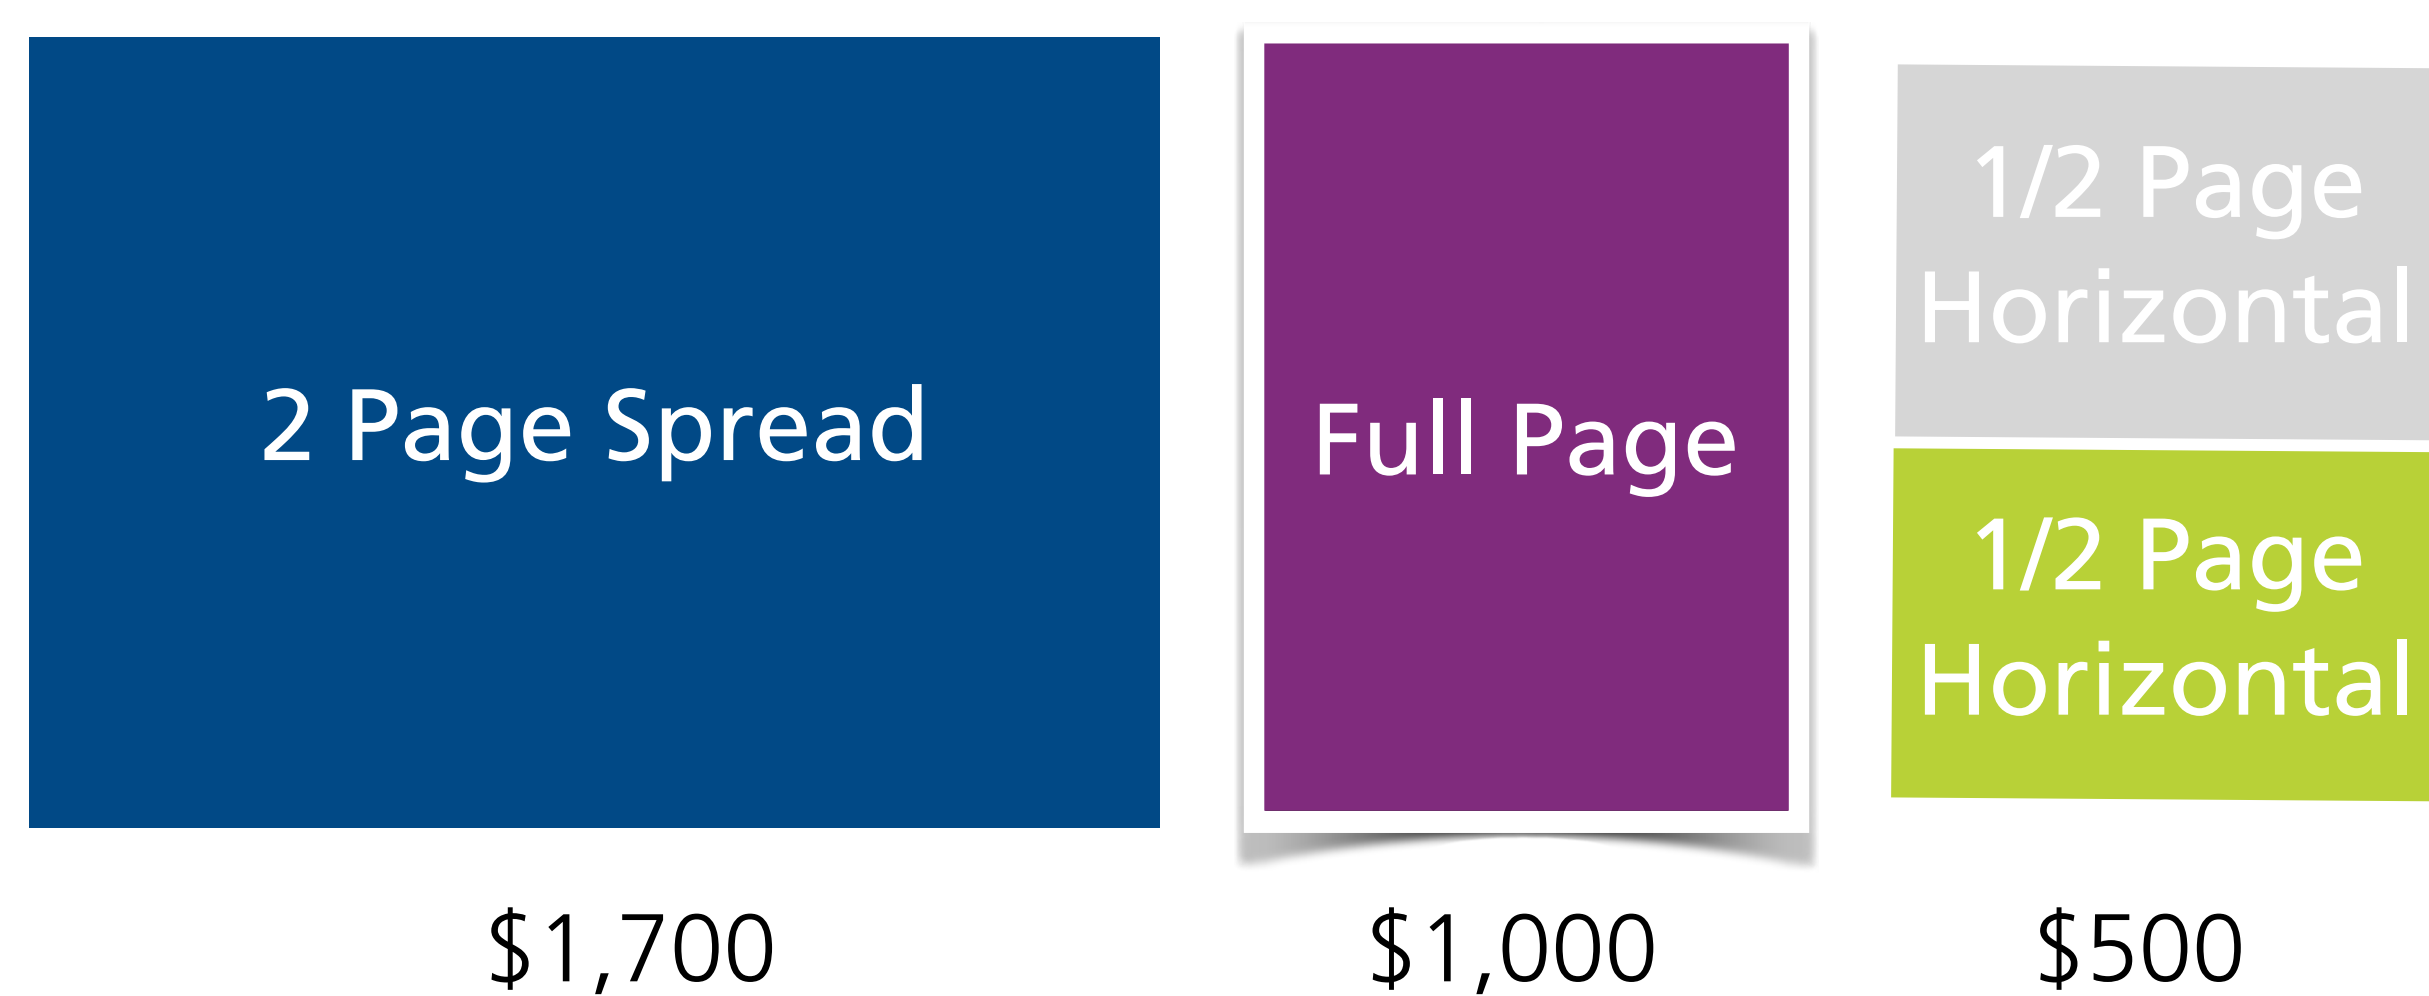 2 Page Spread
Full Page
1/2 Page
Horizontal
1/2 Page
Horizontal
$1,700
$1,000
$500